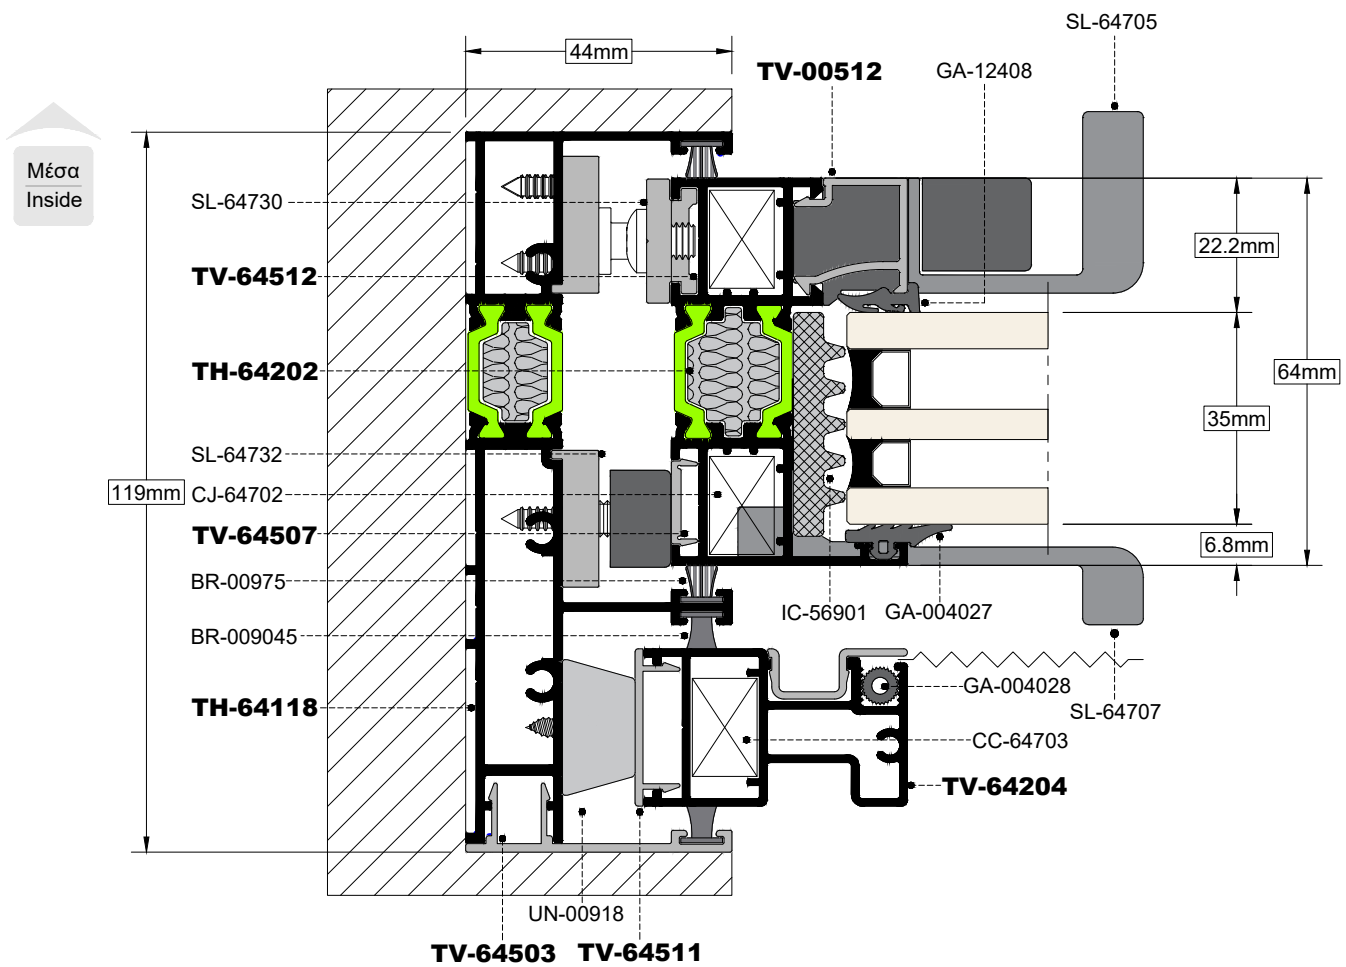 SL-64705
44mm
TV-00512
GA-12408
Μέσα
Inside
SL-64730
22.2mm
TV-64512
GA-12408
TH-64202
64mm
35mm
SL-64732
119mm
CJ-64702
TV-64507
6.8mm
BR-00975
IC-56901
GA-004027
BR-009045
GA-004028
TH-64118
SL-64707
CC-64703
TV-64204
UN-00918
TV-64503
TV-64511